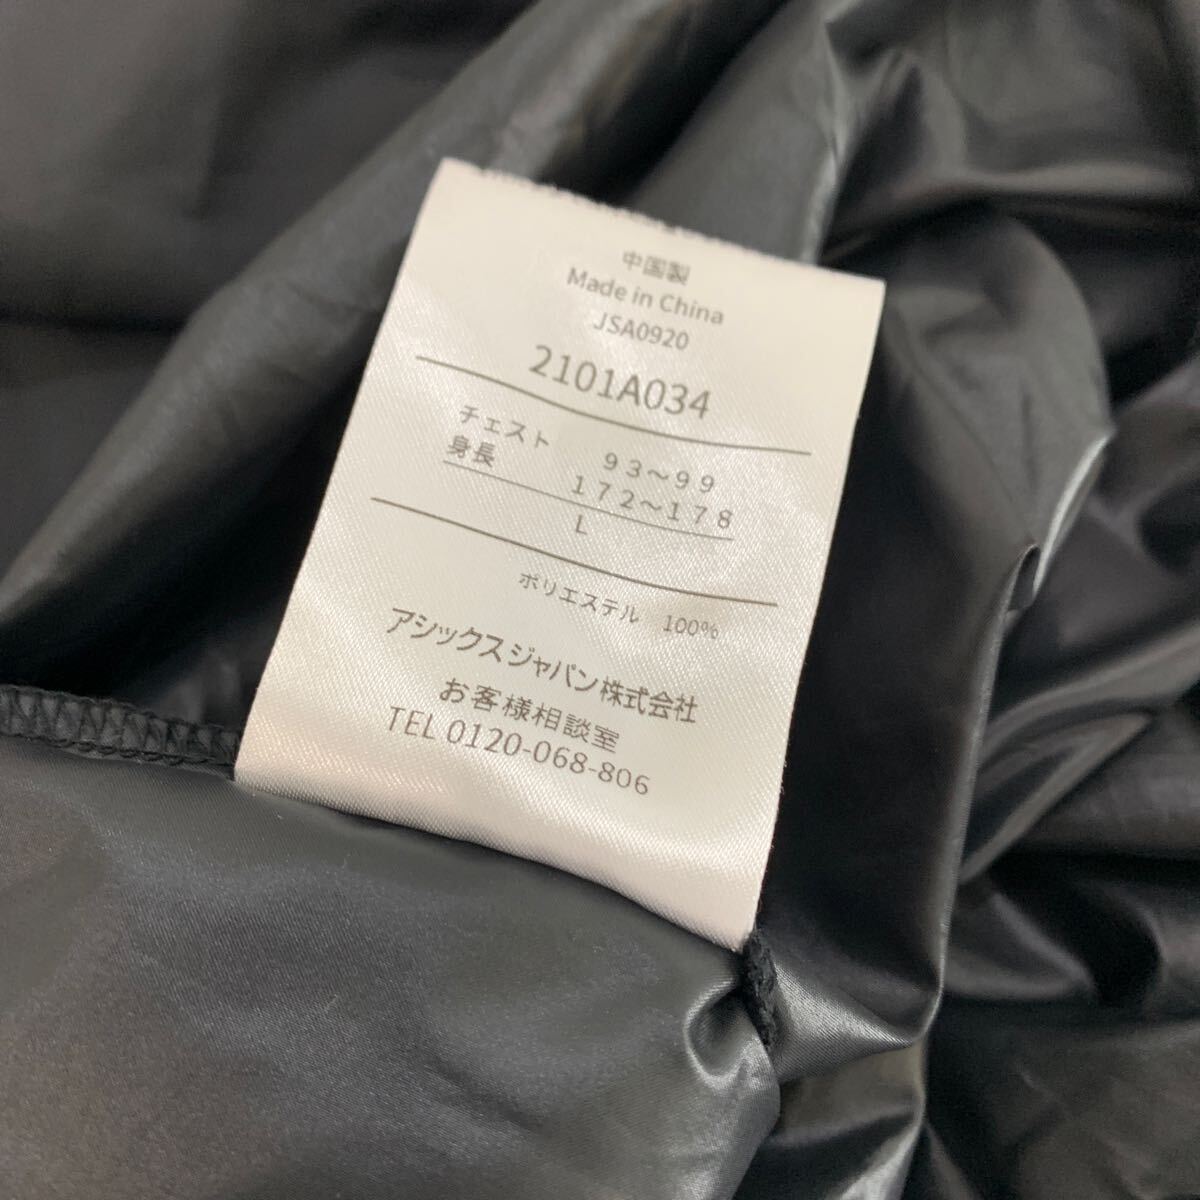 中国製
Made in China
JSA0920
2101A034
チェスト ９３〜９９
身長 １７２〜１７８
L
ポリエステル 100%
アシックスジャパン株式会社
お客様相談室
TEL 0120-068-806